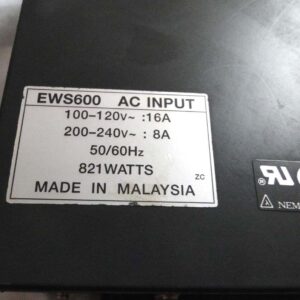 EWS600 AC INPUT
100-120v~ :16A
200-240v~ : 8A
50/60Hz
821WATTS
ZC
MADE IN MALAYSIA
NEM